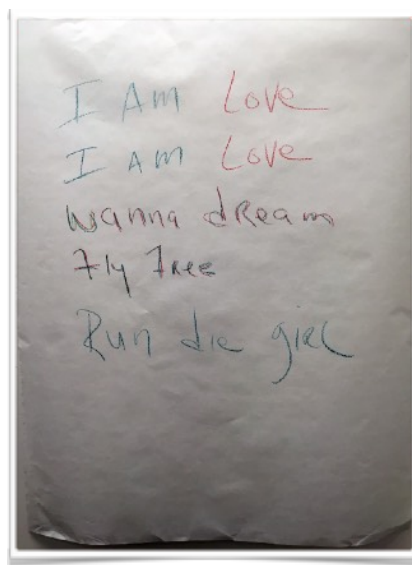 I Am Love
I Am Love
Wanna dReam
Fly FRee
Run die giRl